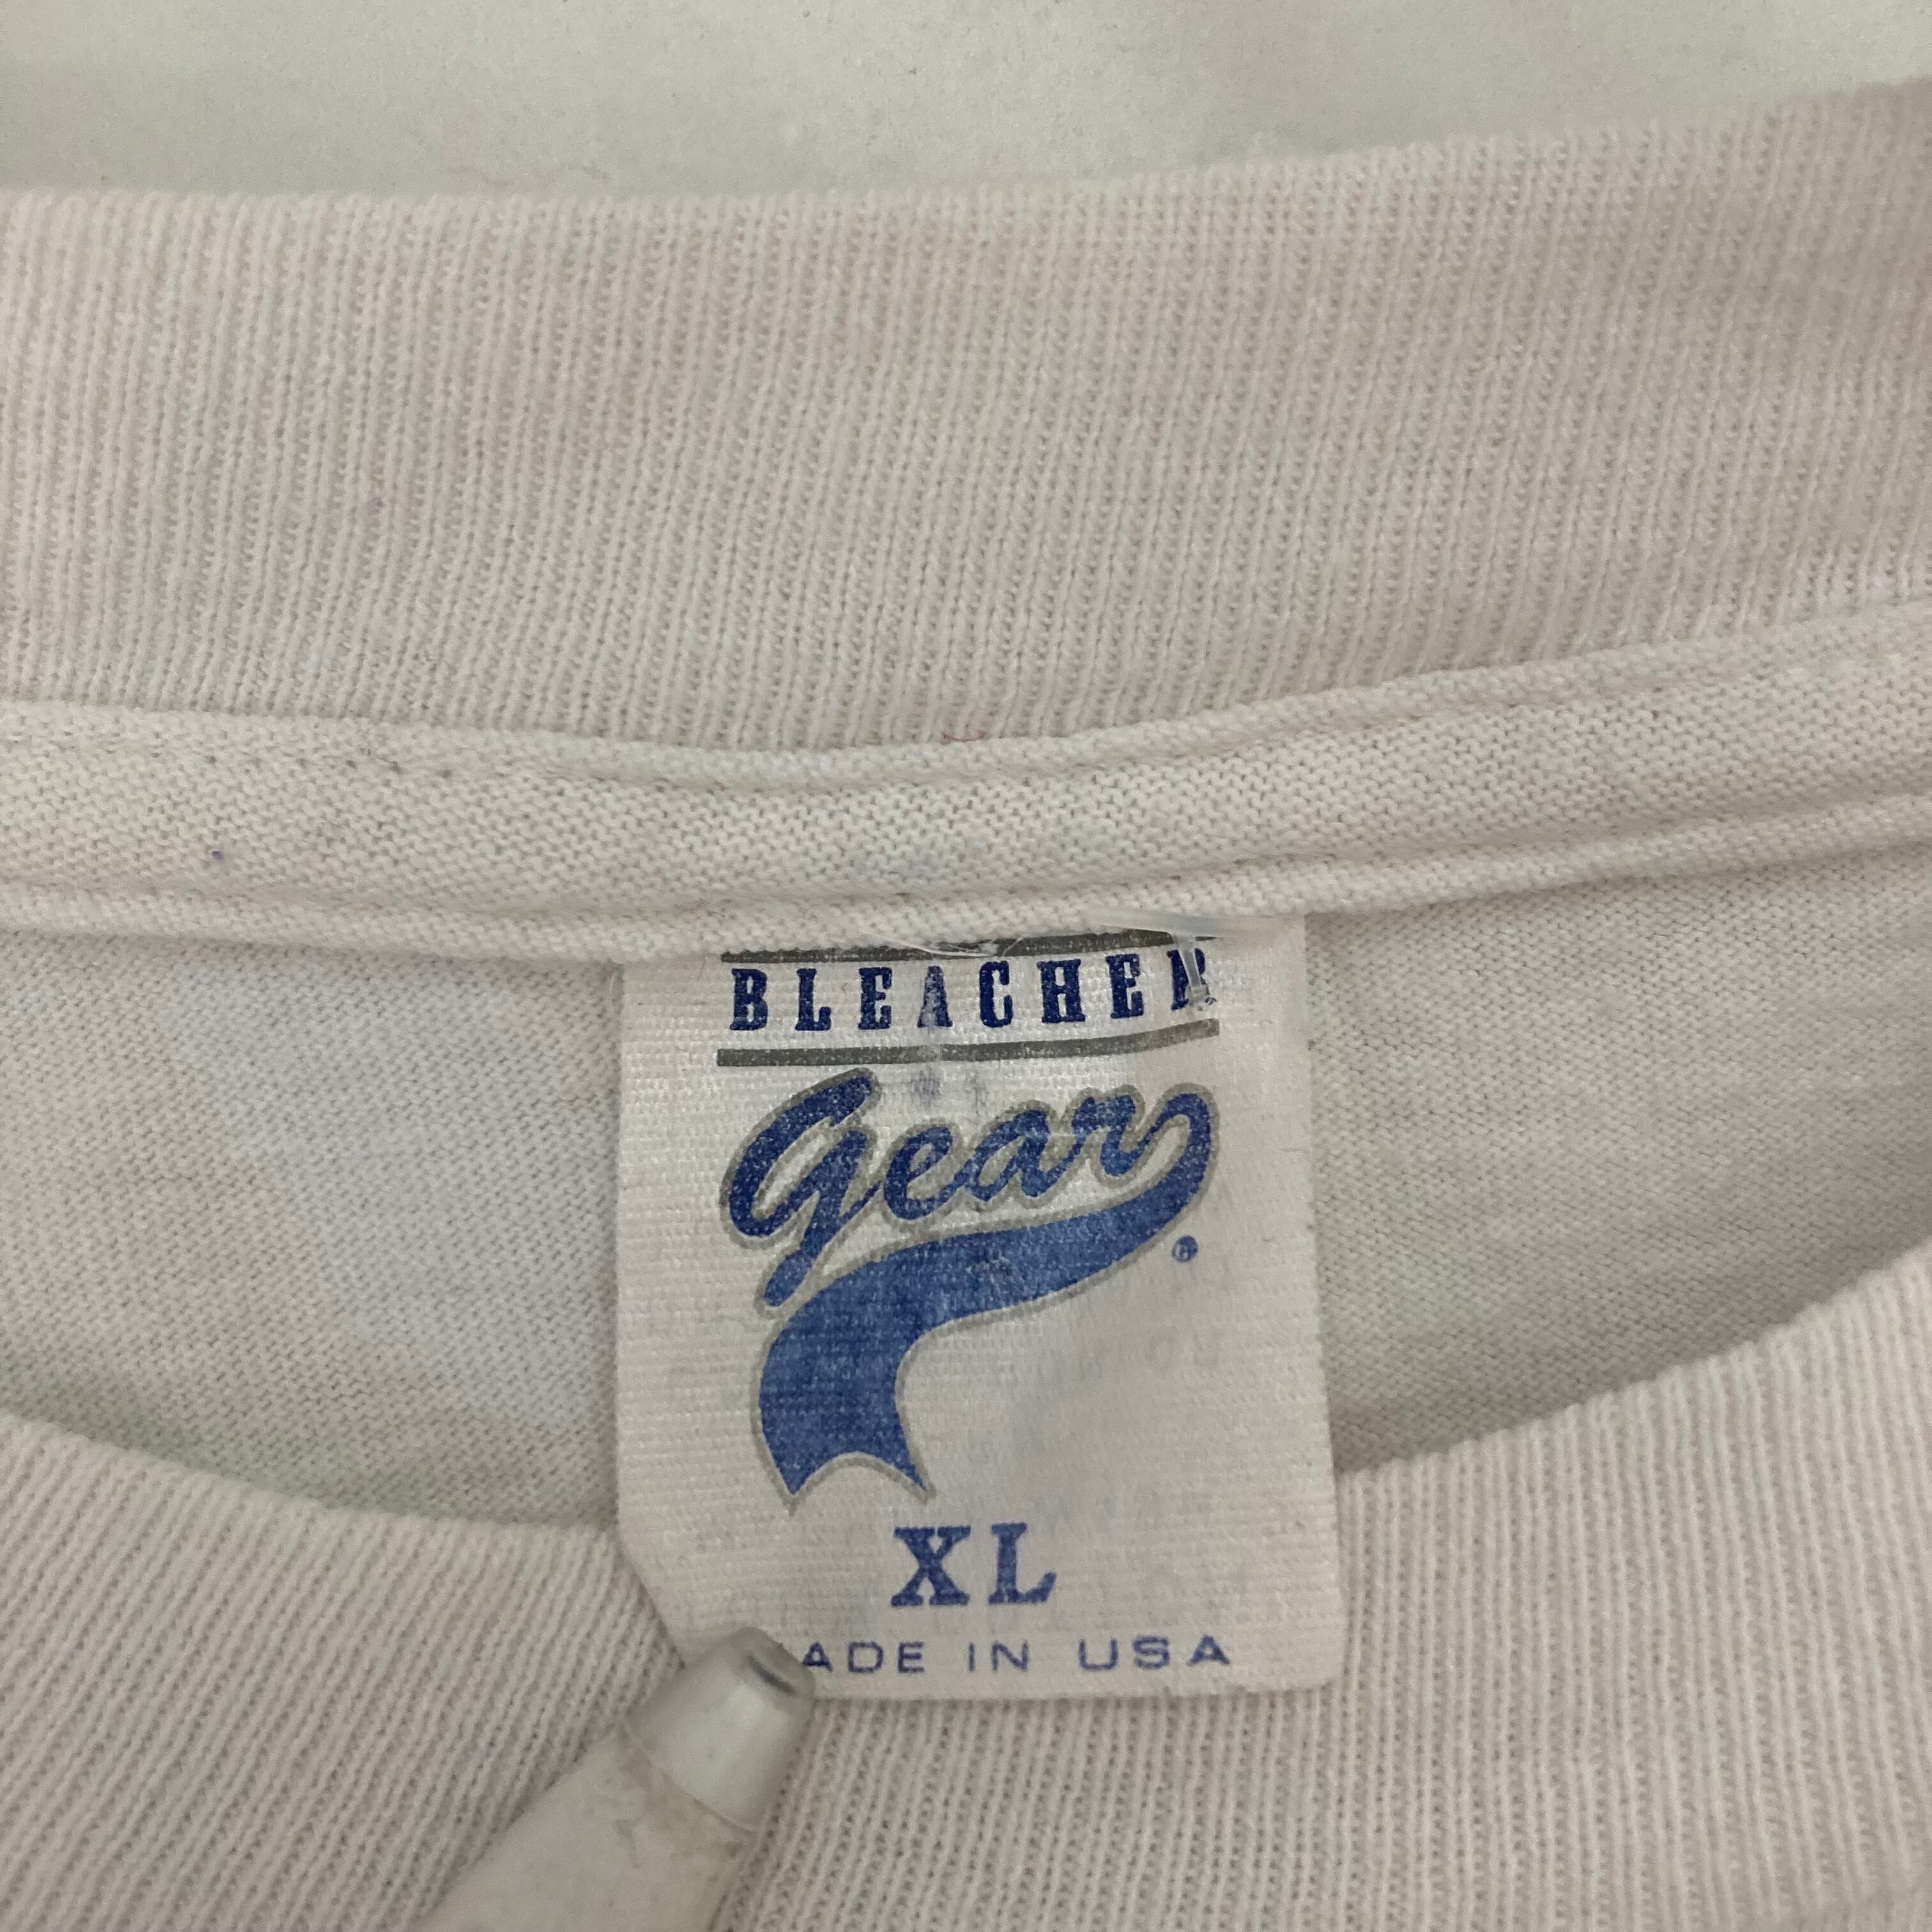 BLEACHER
gear
®
XL
ADE IN USA